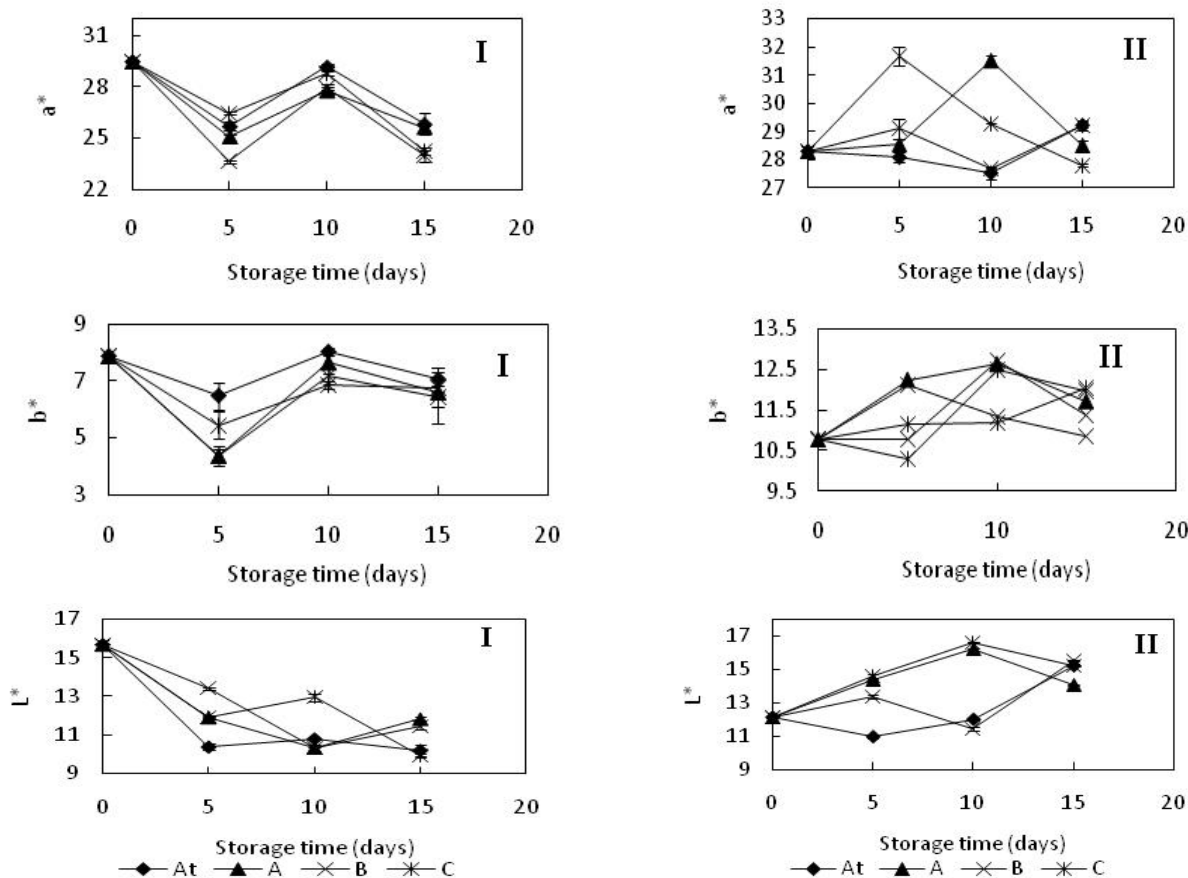 31
28
25
22
a*
I
0 5 10 15 20
Storage time (days)
33
32
31
30
29
28
27
a*
II
0 5 10 15 20
Storage time (days)
9
7
5
3
b*
I
0 5 10 15 20
Storage time (days)
13.5
12.5
11.5
10.5
9.5
b*
II
0 10 20
Storage time (days)
17
15
13
11
9
L*
I
0 5 10 15 20
Storage time (days)
At A B C
17
15
13
11
9
L*
II
0 5 10 15 20
Storage time (days)
At A B C